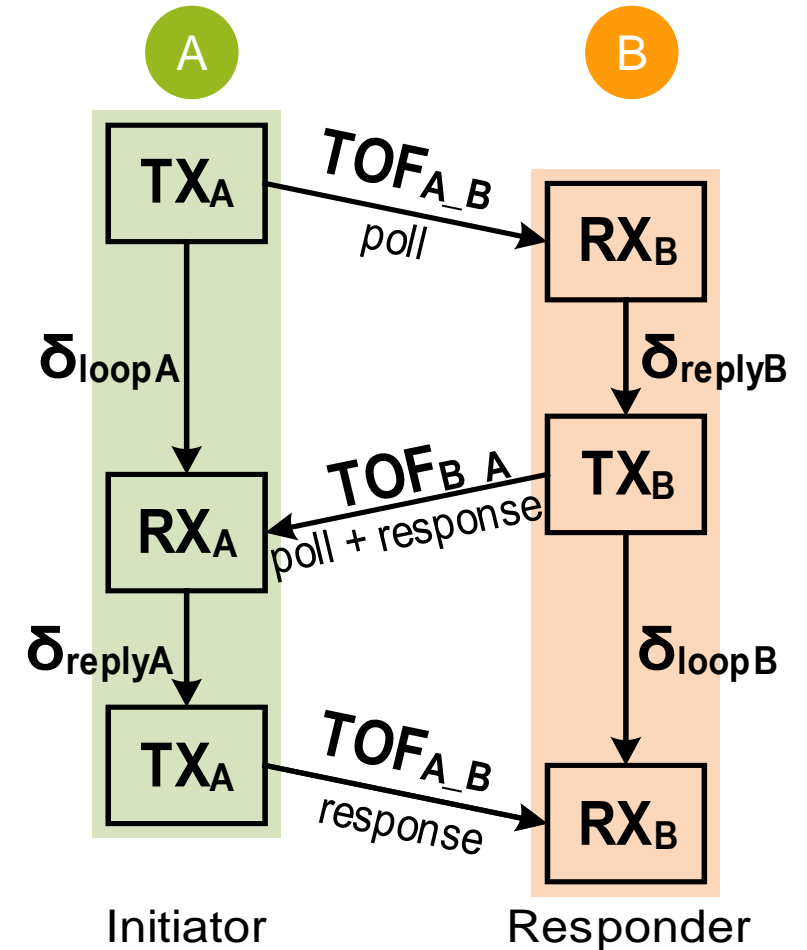 A
B
TXA
TOFA_B
poll
RXB
δloopA
δreplyB
TOFB_A
TXB
RXA
poll + response
δreplyA
δloopB
TXA
TOFA_B
response
RXB
Initiator
Responder